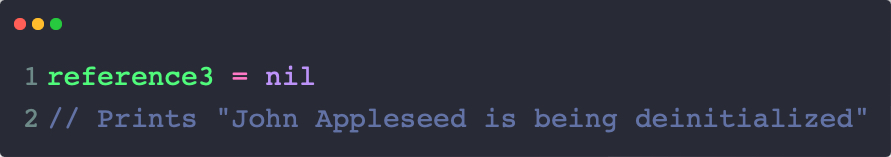 1 reference3 = nil
2 // Prints "John Appleseed is being deinitialized"